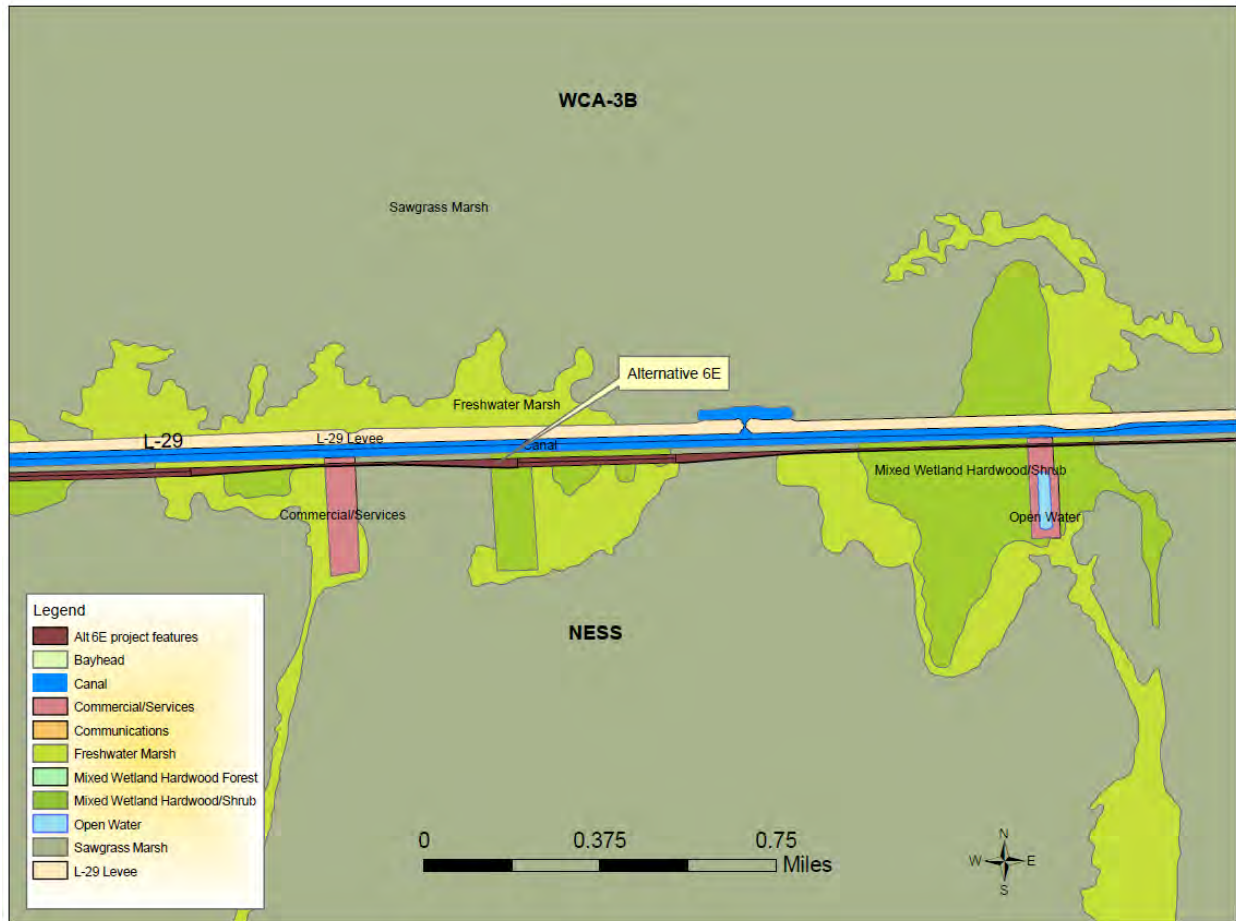 WCA-3B
Sawgrass Marsh
Alternative 6E
Freshwater Marsh
L-29
L-29 Levee
Canal
Mixed Wetland Hardwood/Shrub
Commercial/Services
Open Water
NESS
Legend
Alt 6E project features
Bayhead
Canal
Commercial/Services
Communications
Freshwater Marsh
Mixed Wetland Hardwood Forest
Mixed Wetland Hardwood/Shrub
Open Water
Sawgrass Marsh
L-29 Levee
0 0.375 0.75
Miles
N
W E
S